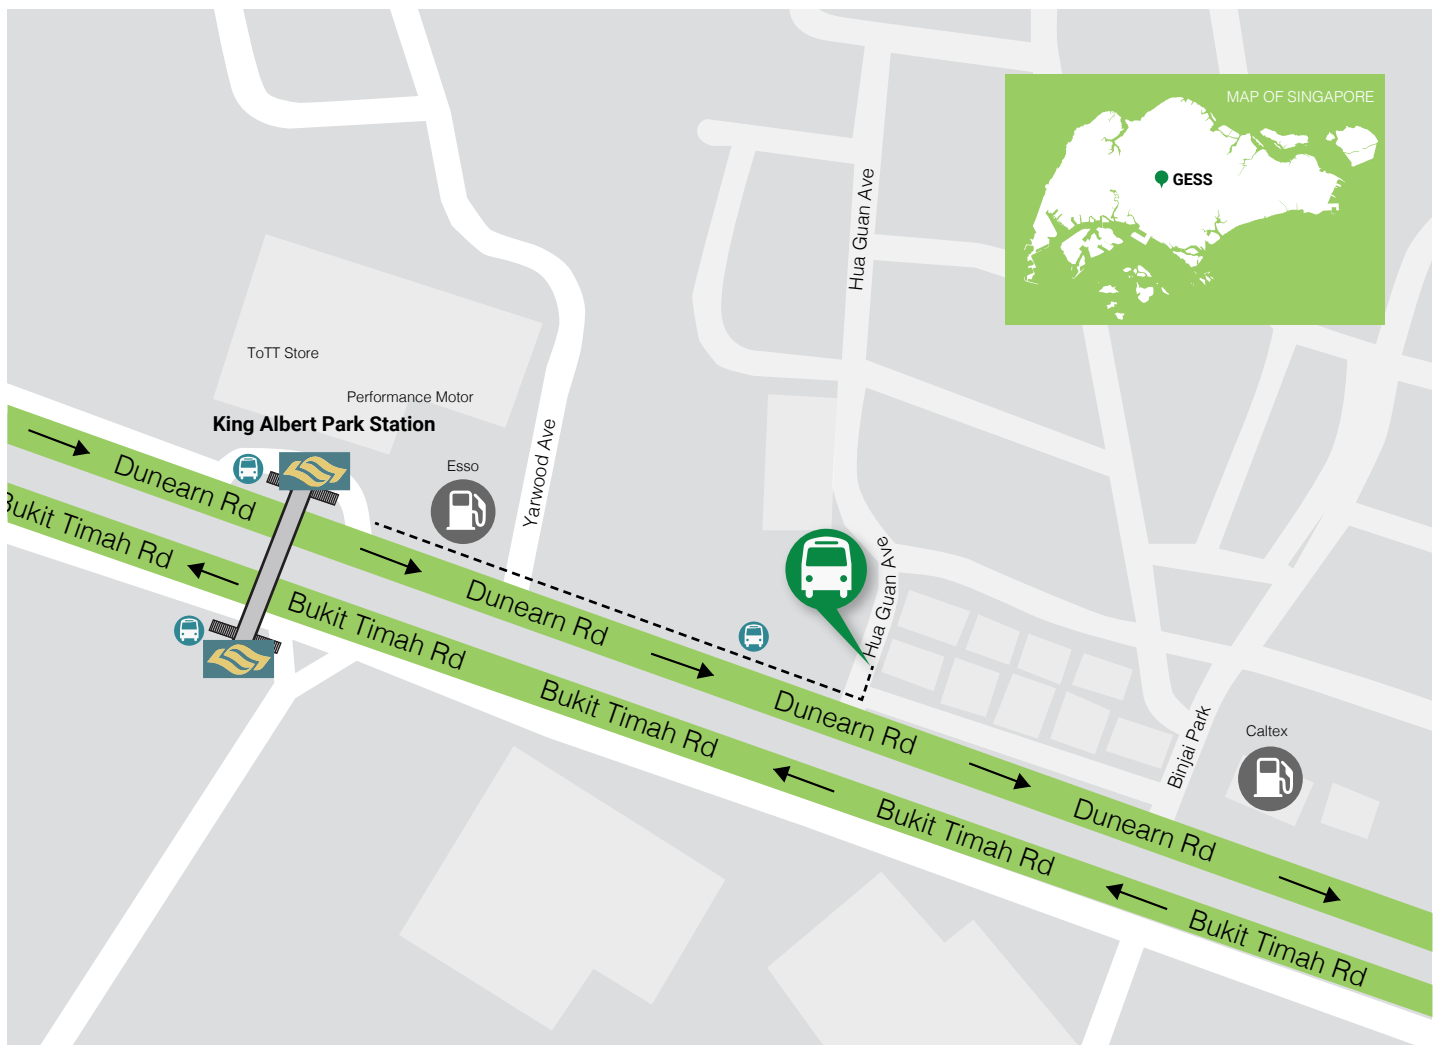 MAP OF SINGAPORE
GESS
Hua Guan Ave
ToTT Store
Performance Motor
King Albert Park Station
Esso
Yarwood Ave
Dunearn Rd
Bukit Timah Rd
Hua Guan Ave
Dunearn Rd
Bukit Timah Rd
Bukit Timah Rd
Dunearn Rd
Binjai Park
Caltex
Bukit Timah Rd
Dunearn Rd
Bukit Timah Rd